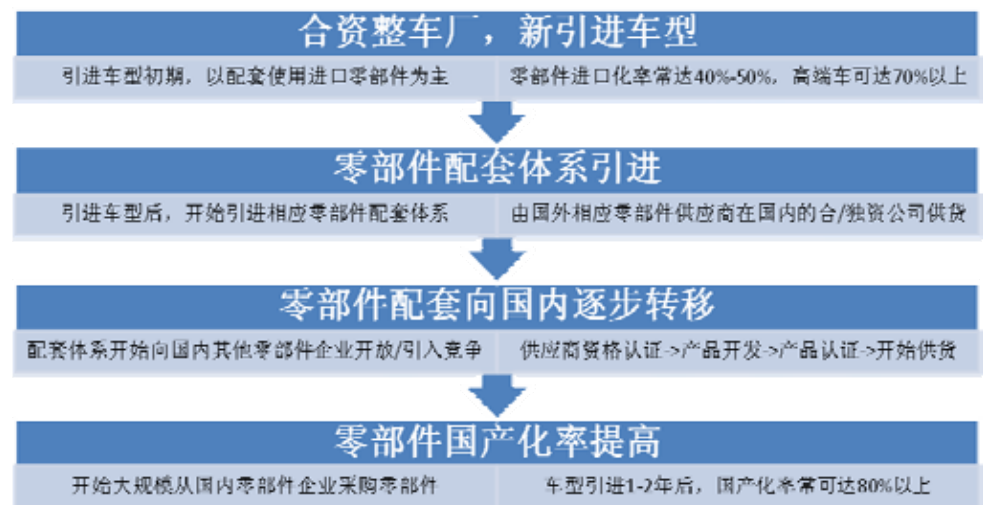 合资整车厂，新引进车型
引进车型初期，以配套使用进口零部件为主
零部件进口化率常达40%-50%，高端车可达70%以上
零部件配套体系引进
引进车型后，开始引进相应零部件配套体系
由国外相应零部件供应商在国内的合/独资公司供货
零部件配套向国内逐步转移
配套体系开始向国内其他零部件企业开放/引入竞争
供应商资格认证->产品开发->产品认证->开始供货
零部件国产化率提高
开始大规模从国内零部件企业采购零部件
车型引进1-2年后，国产化率常可达80%以上